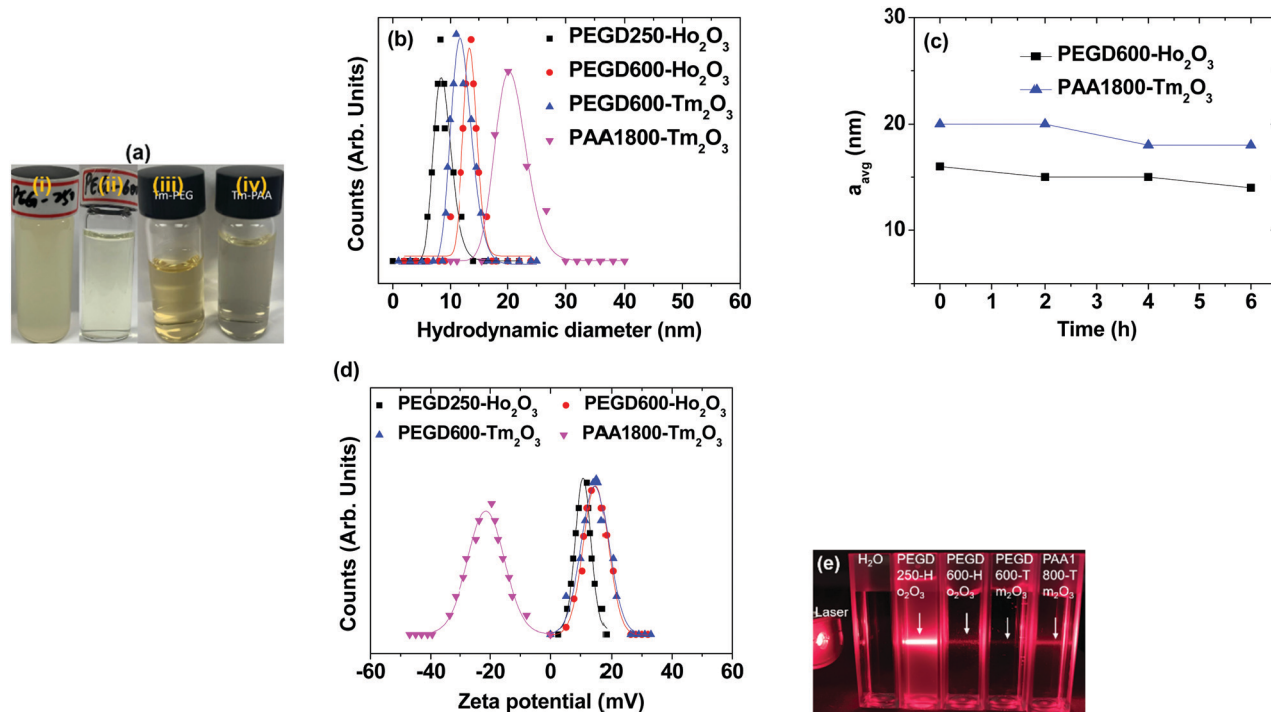 (a)
(i)
PEG-250
(ii)
(iii)
Tm-PEG
(iv)
Tm-PAA
(b)
PEGD250-Ho₂O₃
PEGD600-Ho₂O₃
PEGD600-Tm₂O₃
PAA1800-Tm₂O₃
Counts (Arb. Units)
0 10 20 30 40 50 60
Hydrodynamic diameter (nm)
(c)
PEGD600-Ho₂O₃
PAA1800-Tm₂O₃
a avg (nm)
30
20
10
0 1 2 3 4 5 6
Time (h)
(d)
PEGD250-Ho₂O₃ PEGD600-Ho₂O₃
PEGD600-Tm₂O₃ PAA1800-Tm₂O₃
Counts (Arb. Units)
-60 -40 -20 0 20 40 60
Zeta potential (mV)
(e)
Laser
H₂O
PEGD
250-H
o₂O₃
PEGD
600-H
o₂O₃
PEGD
600-T
m₂O₃
PAA1
800-T
m₂O₃